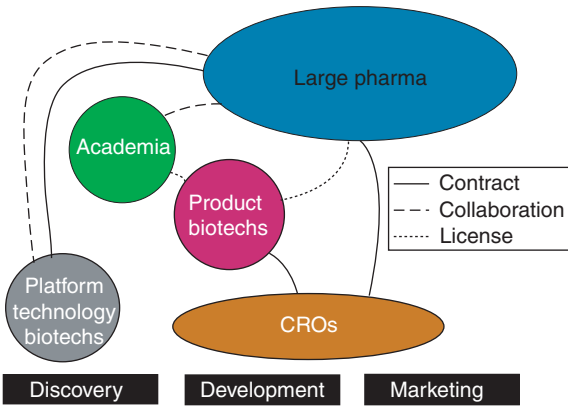 Large pharma
Academia
Product
biotechs
Contract
Collaboration
License
Platform
technology
biotechs
CROs
Discovery
Development
Marketing